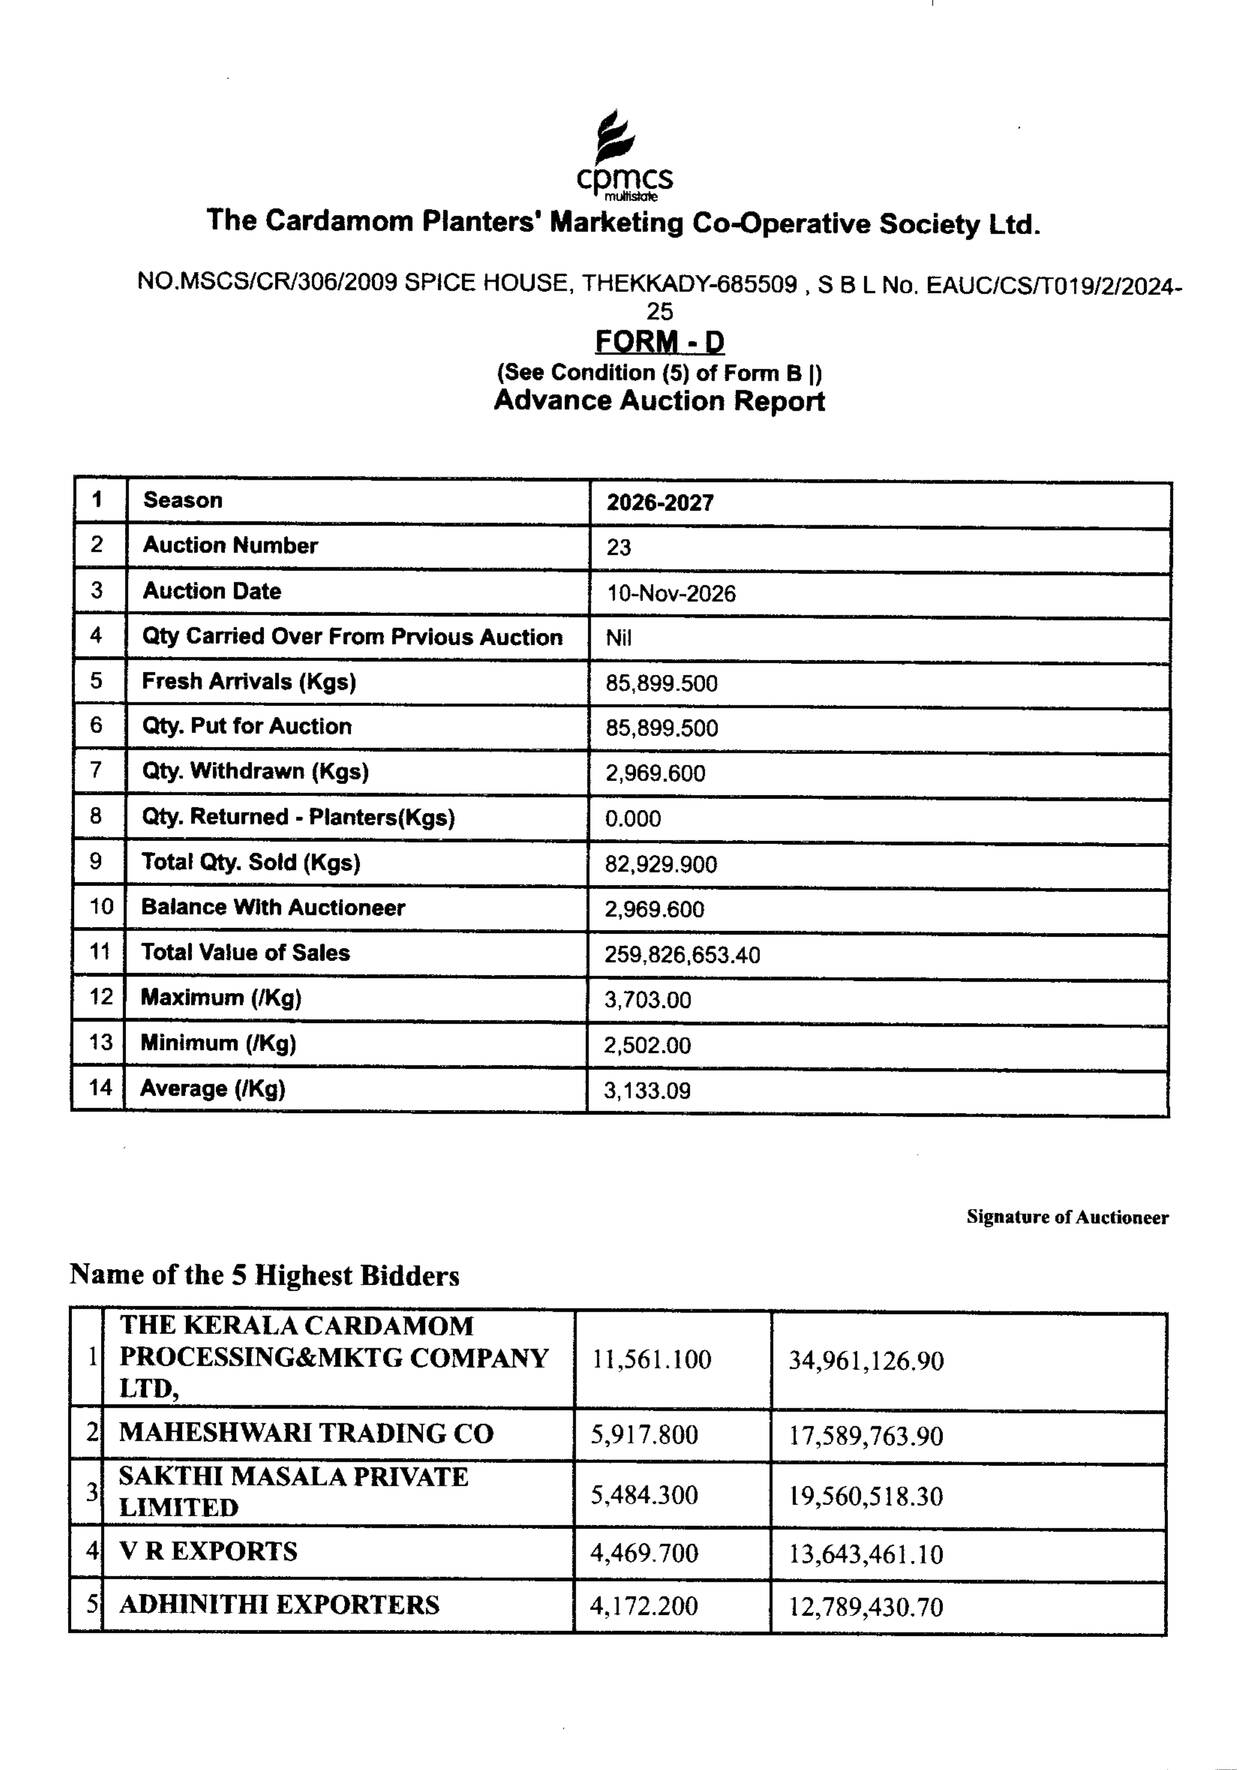 cpmcs
multistate
The Cardamom Planters' Marketing Co-Operative Society Ltd.
NO.MSCS/CR/306/2009 SPICE HOUSE, THEKKADY-685509 , S B L No. EAUC/CS/T019/2/2024-
25
FORM - D
(See Condition (5) of Form B |)
Advance Auction Report
1 Season 2026-2027
2 Auction Number 23
3 Auction Date 10-Nov-2026
4 Qty Carried Over From Prvious Auction Nil
5 Fresh Arrivals (Kgs) 85,899.500
6 Qty. Put for Auction 85,899.500
7 Qty. Withdrawn (Kgs) 2,969.600
8 Qty. Returned - Planters(Kgs) 0.000
9 Total Qty. Sold (Kgs) 82,929.900
10 Balance With Auctioneer 2,969.600
11 Total Value of Sales 259,826,653.40
12 Maximum (/Kg) 3,703.00
13 Minimum (/Kg) 2,502.00
14 Average (/Kg) 3,133.09
Signature of Auctioneer
Name of the 5 Highest Bidders
THE KERALA CARDAMOM
1 PROCESSING&MKTG COMPANY 11,561.100 34,961,126.90
LTD,
2 MAHESHWARI TRADING CO 5,917.800 17,589,763.90
SAKTHI MASALA PRIVATE
3 LIMITED 5,484.300 19,560,518.30
4 V R EXPORTS 4,469.700 13,643,461.10
5 ADHINITHI EXPORTERS 4,172.200 12,789,430.70